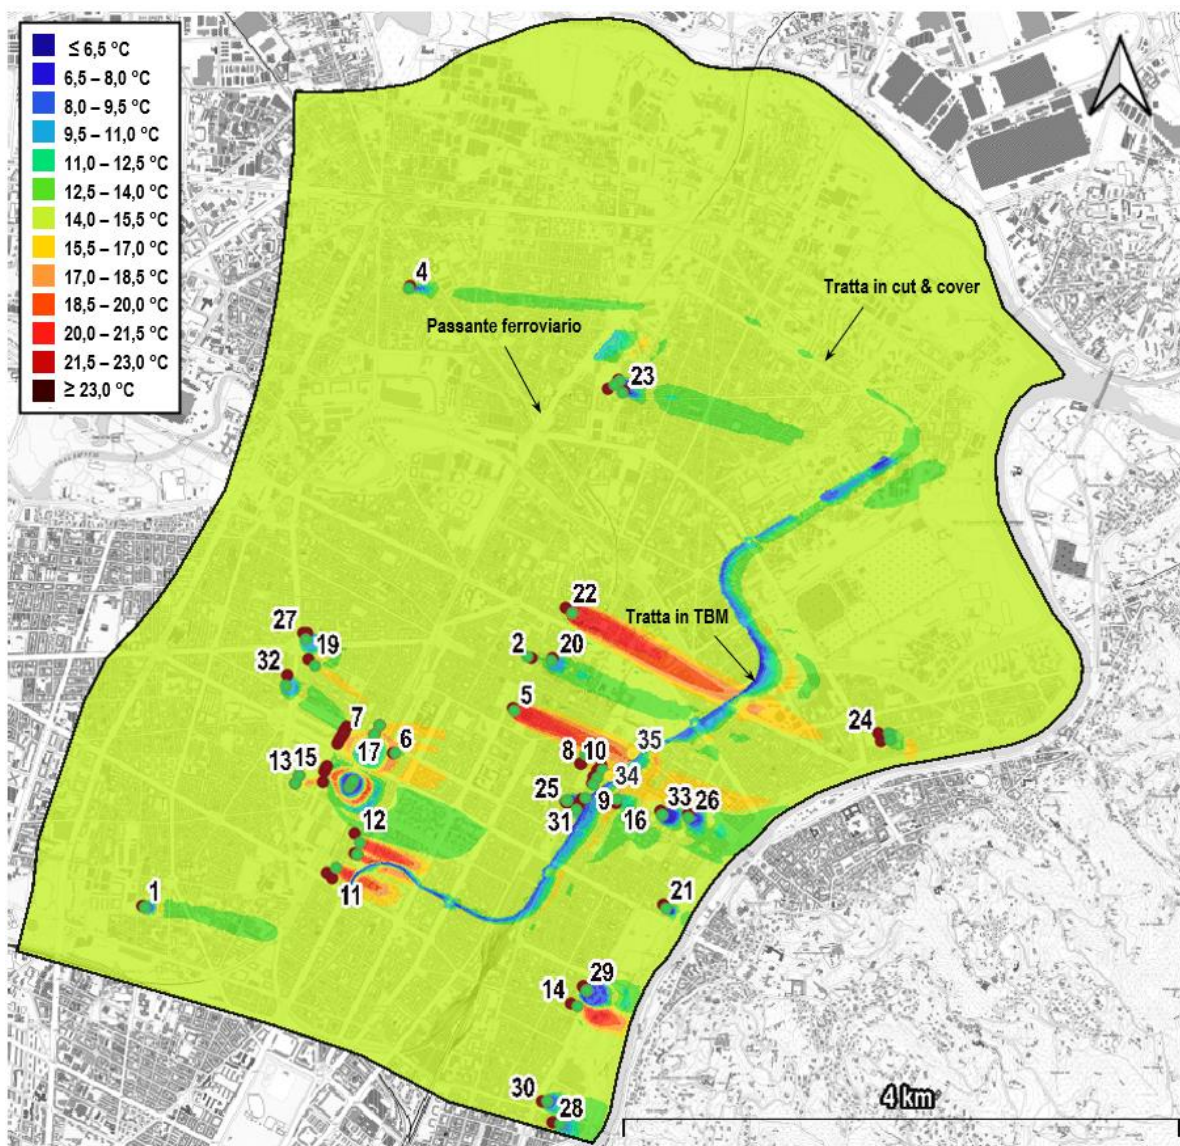 ≤ 6,5 °C
6,5 – 8,0 °C
8,0 – 9,5 °C
9,5 – 11,0 °C
11,0 – 12,5 °C
12,5 – 14,0 °C
14,0 – 15,5 °C
15,5 – 17,0 °C
17,0 – 18,5 °C
18,5 – 20,0 °C
20,0 – 21,5 °C
21,5 – 23,0 °C
≥ 23,0 °C
4
Tratta in cut & cover
Passante ferroviario
23
22
Tratta in TBM
27
19
2
20
32
5
7
24
17
6
8
10
35
13
15
34
25
9
33
26
31
16
12
11
1
21
29
14
30
28
4 km